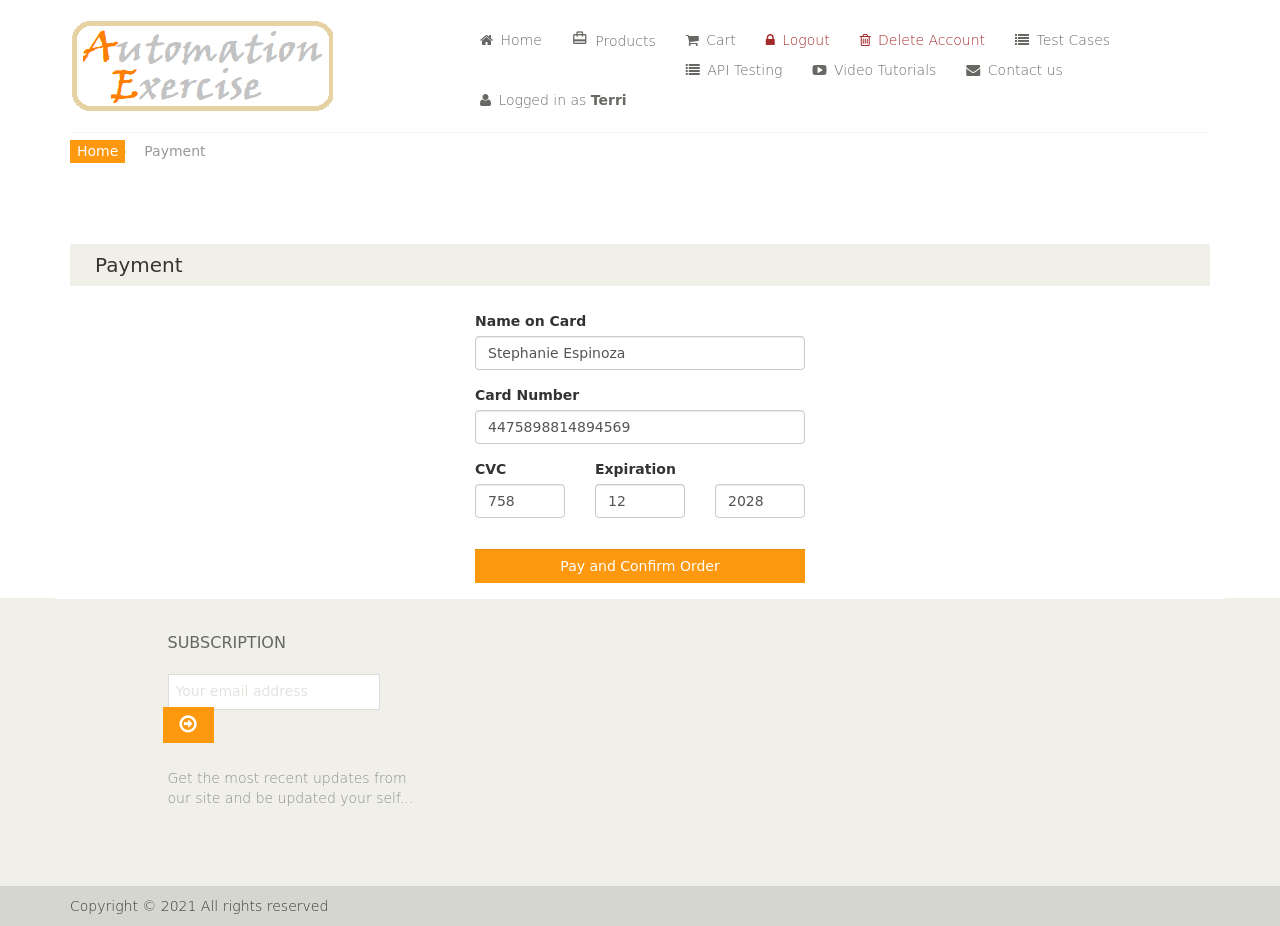 Automation
Exercise
Home
Products
Cart
Logout
Delete Account
Test Cases
API Testing
Video Tutorials
Contact us
Logged in as Terri
Home
Payment
Payment
Name on Card
Stephanie Espinoza
Card Number
4475898814894569
CVC
Expiration
758
12
2028
Pay and Confirm Order
SUBSCRIPTION
Your email address
Get the most recent updates from
our site and be updated your self...
Copyright © 2021 All rights reserved